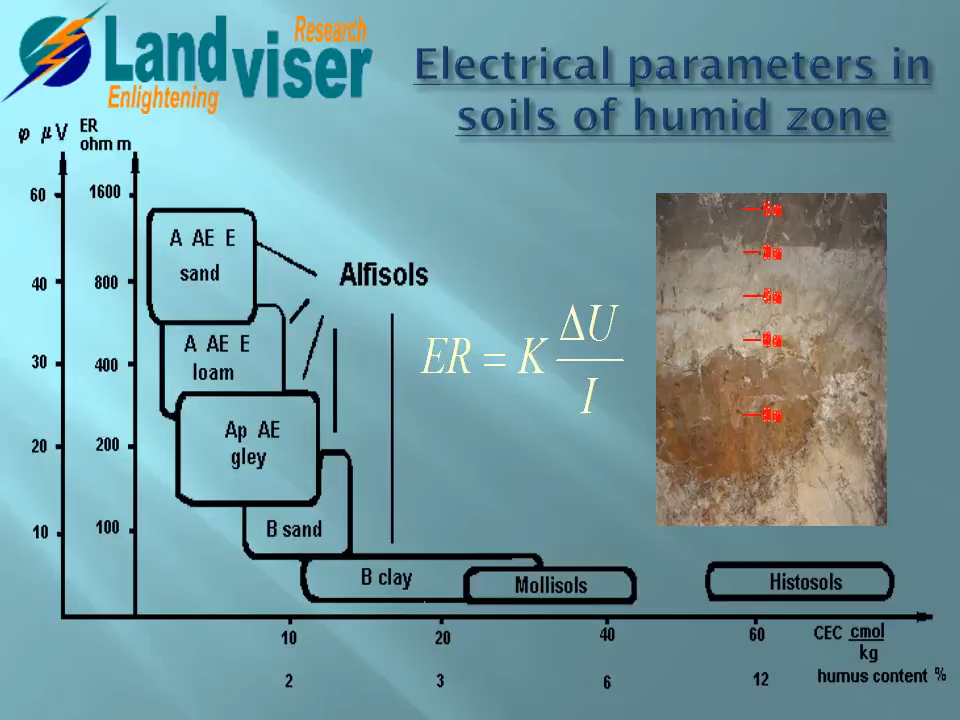 Research
Land viser
Enlightening
Electrical parameters in
soils of humid zone
φ μV
ER
ohm m
60
1600
40
800
30
400
20
200
10
100
A AE E
sand
Alfisols
A AE E
loam
ER = K ΔU / I
Ap AE
gley
B sand
B clay
Mollisols
Histosols
10
20
40
60
CEC cmol
kg
2
3
6
12
humus content %